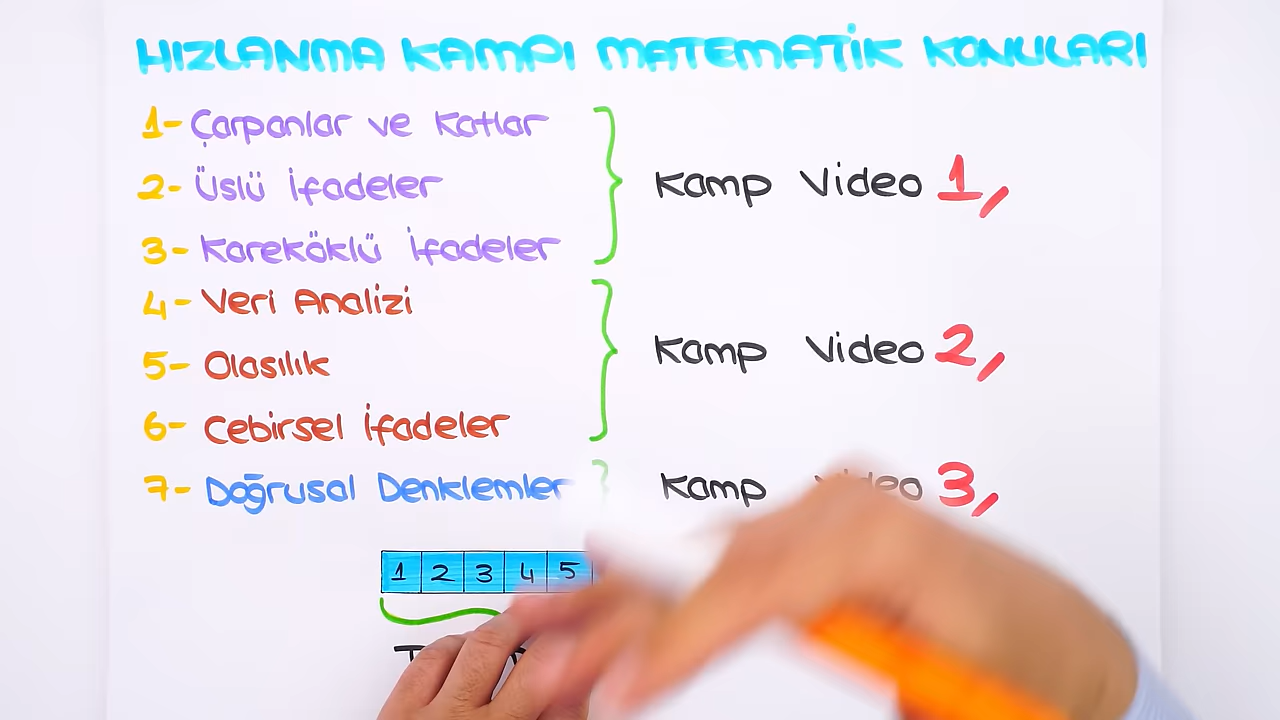 HIZLANMA KAMPI MATEMATİK KONULARI
1- Çarpanlar ve Katlar
2- Üslü İfadeler
3- Kareköklü İfadeler
Kamp Video 1,
4- Veri Analizi
5- Olasılık
6- Cebirsel İfadeler
Kamp Video 2,
7- Doğrusal Denklemler
Kamp Video 3,
1 2 3 4 5